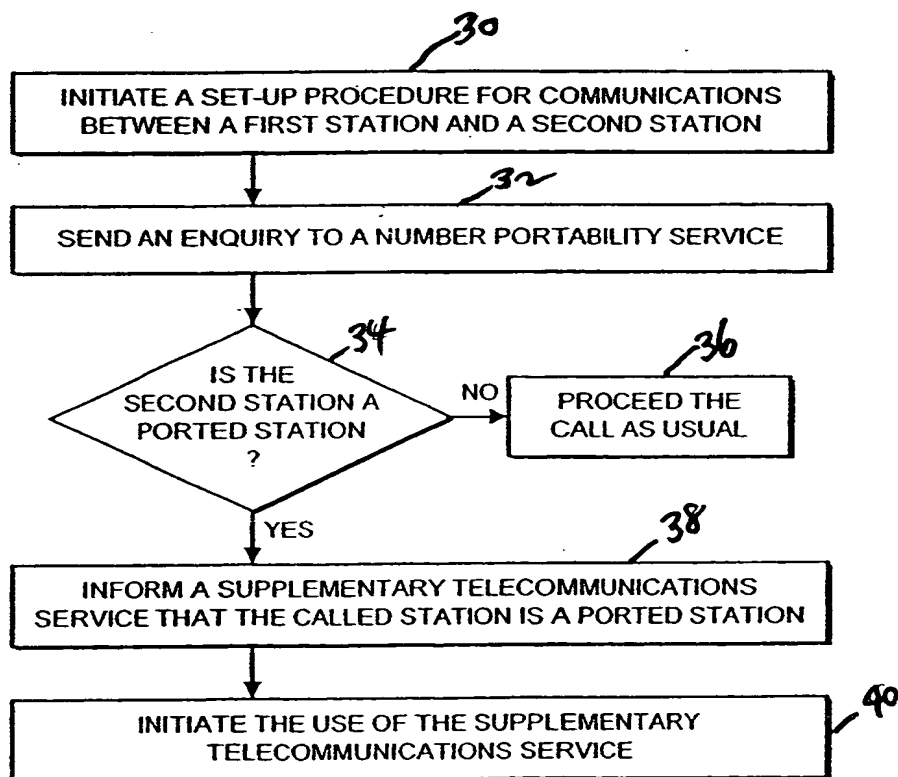 30
INITIATE A SET-UP PROCEDURE FOR COMMUNICATIONS
BETWEEN A FIRST STATION AND A SECOND STATION
32
SEND AN ENQUIRY TO A NUMBER PORTABILITY SERVICE
34
IS THE
SECOND STATION A
PORTED STATION
?
NO
36
PROCEED THE
CALL AS USUAL
YES
38
INFORM A SUPPLEMENTARY TELECOMMUNICATIONS
SERVICE THAT THE CALLED STATION IS A PORTED STATION
40
INITIATE THE USE OF THE SUPPLEMENTARY
TELECOMMUNICATIONS SERVICE